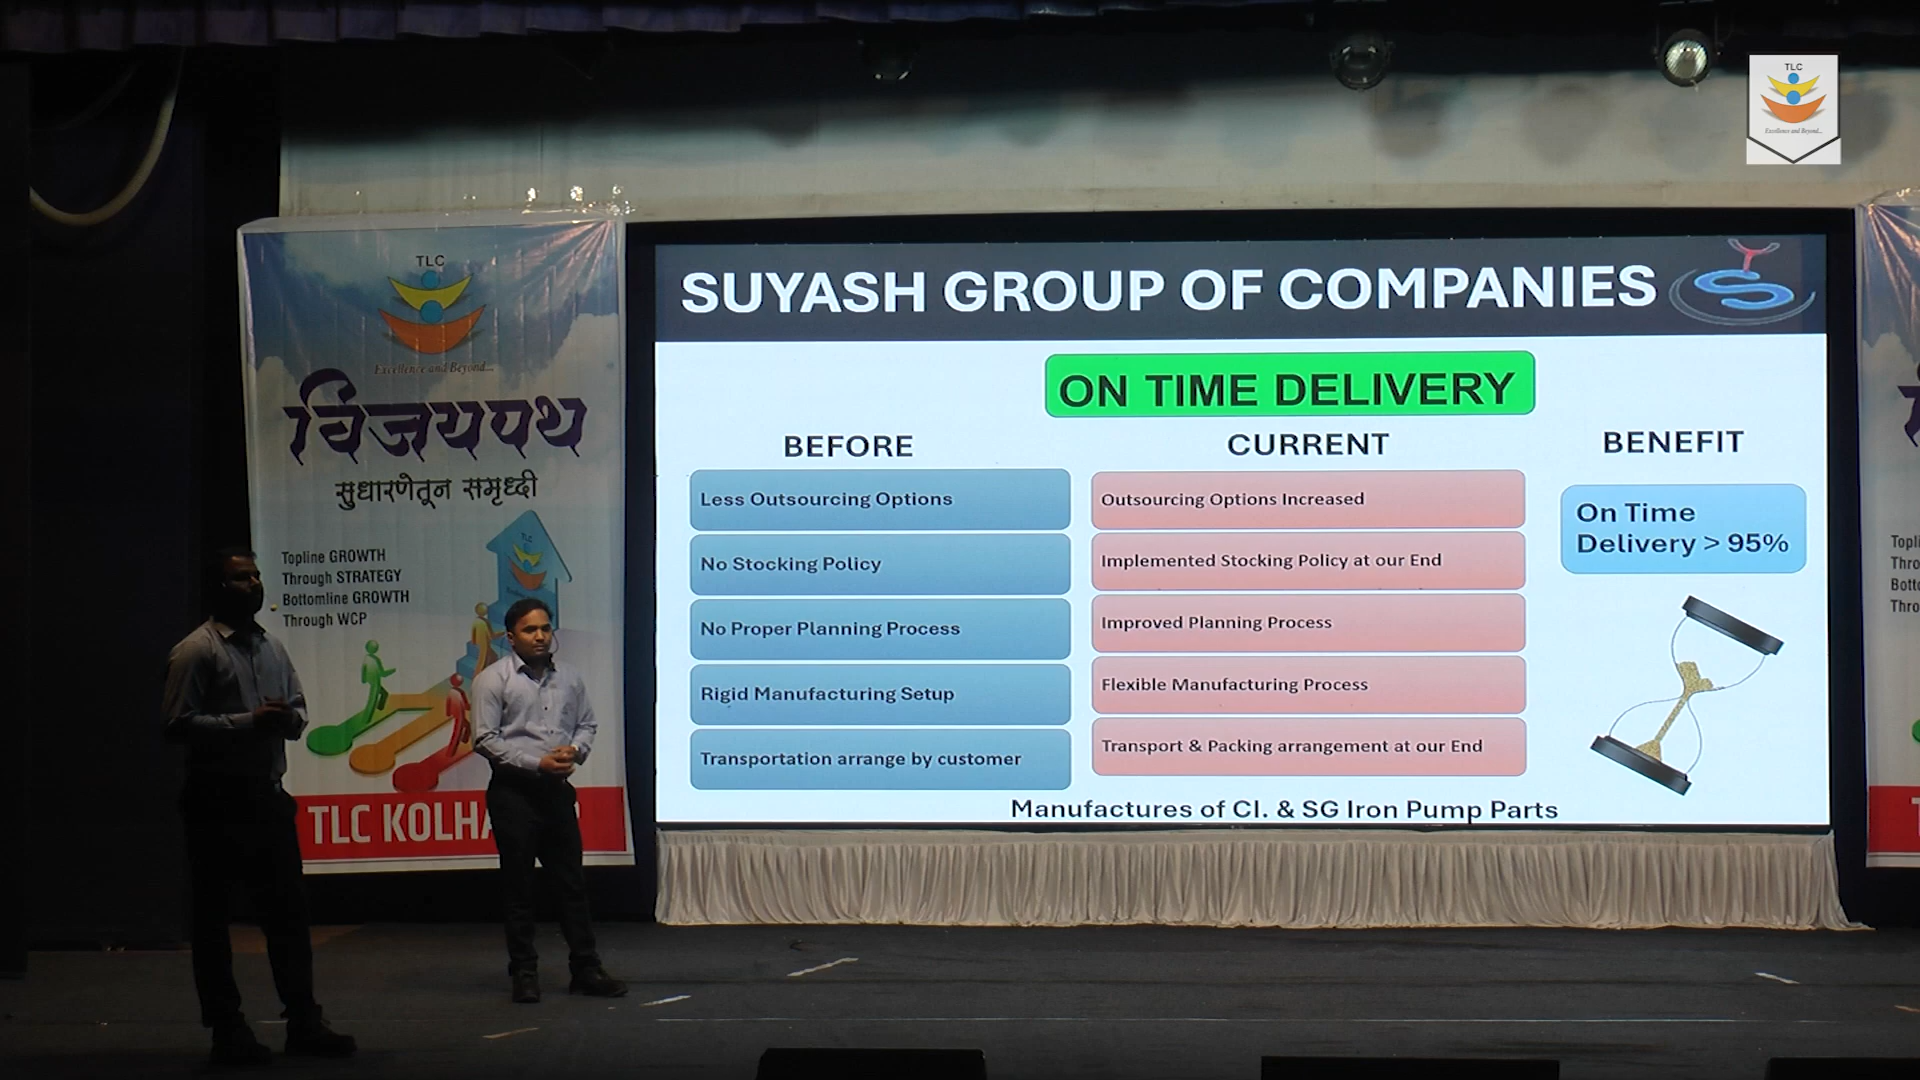 TLC
Excellence and Beyond...
TLC
Excellence and Beyond...
विजयपथ
सुधारणेतून समृध्दी
TLC
Topline GROWTH
Through STRATEGY
Bottomline GROWTH
Through WCP
TLC KOLHA
SUYASH GROUP OF COMPANIES
ON TIME DELIVERY
BEFORE
Less Outsourcing Options
No Stocking Policy
No Proper Planning Process
Rigid Manufacturing Setup
Transportation arrange by customer
CURRENT
Outsourcing Options Increased
Implemented Stocking Policy at our End
Improved Planning Process
Flexible Manufacturing Process
Transport & Packing arrangement at our End
BENEFIT
On Time
Delivery > 95%
Manufactures of CI. & SG Iron Pump Parts